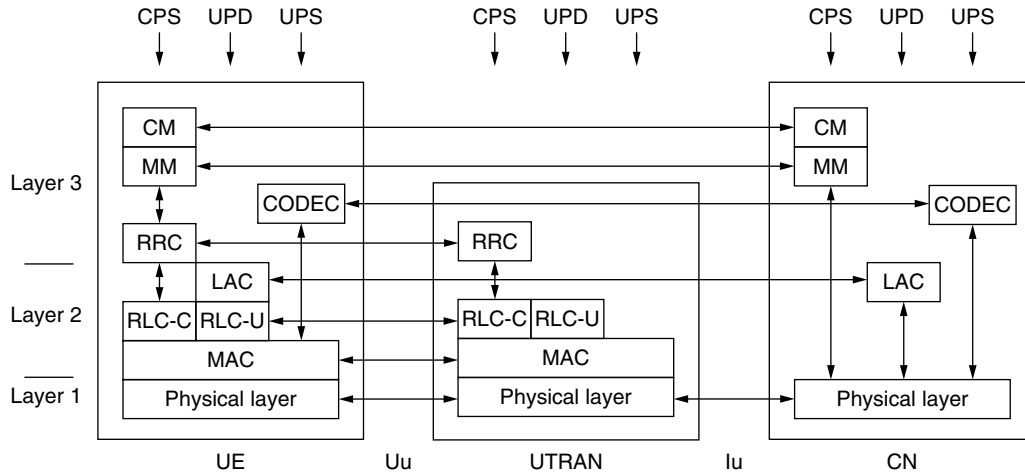 CPS UPD UPS CPS UPD UPS CPS UPD UPS
CM CM
MM MM
Layer 3
CODEC CODEC
RRC RRC
LAC LAC
Layer 2
RLC-C RLC-U RLC-C RLC-U
MAC MAC
Layer 1 Physical layer Physical layer Physical layer
UE Uu UTRAN Iu CN